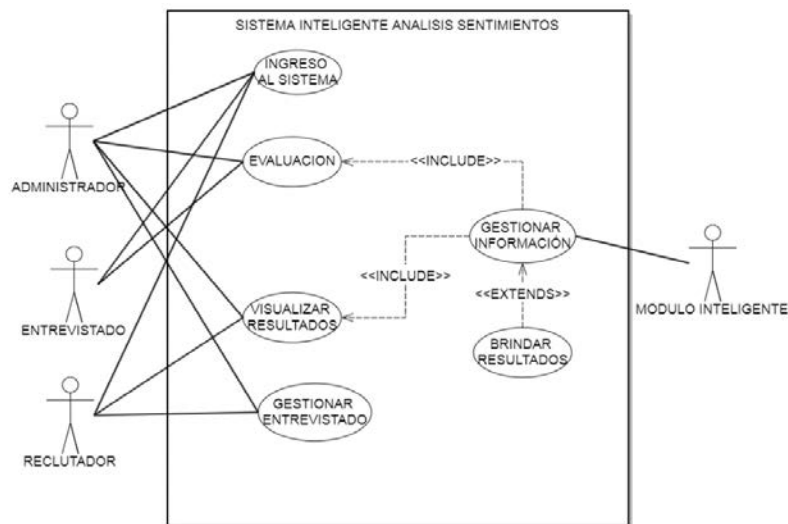 SISTEMA INTELIGENTE ANALISIS SENTIMIENTOS
INGRESO
AL SISTEMA
ADMINISTRADOR
EVALUACION
<<INCLUDE>>
GESTIONAR
INFORMACIÓN
ENTREVISTADO
<<INCLUDE>>
<<EXTENDS>>
MODULO INTELIGENTE
VISUALIZAR
RESULTADOS
BRINDAR
RESULTADOS
RECLUTADOR
GESTIONAR
ENTREVISTADO